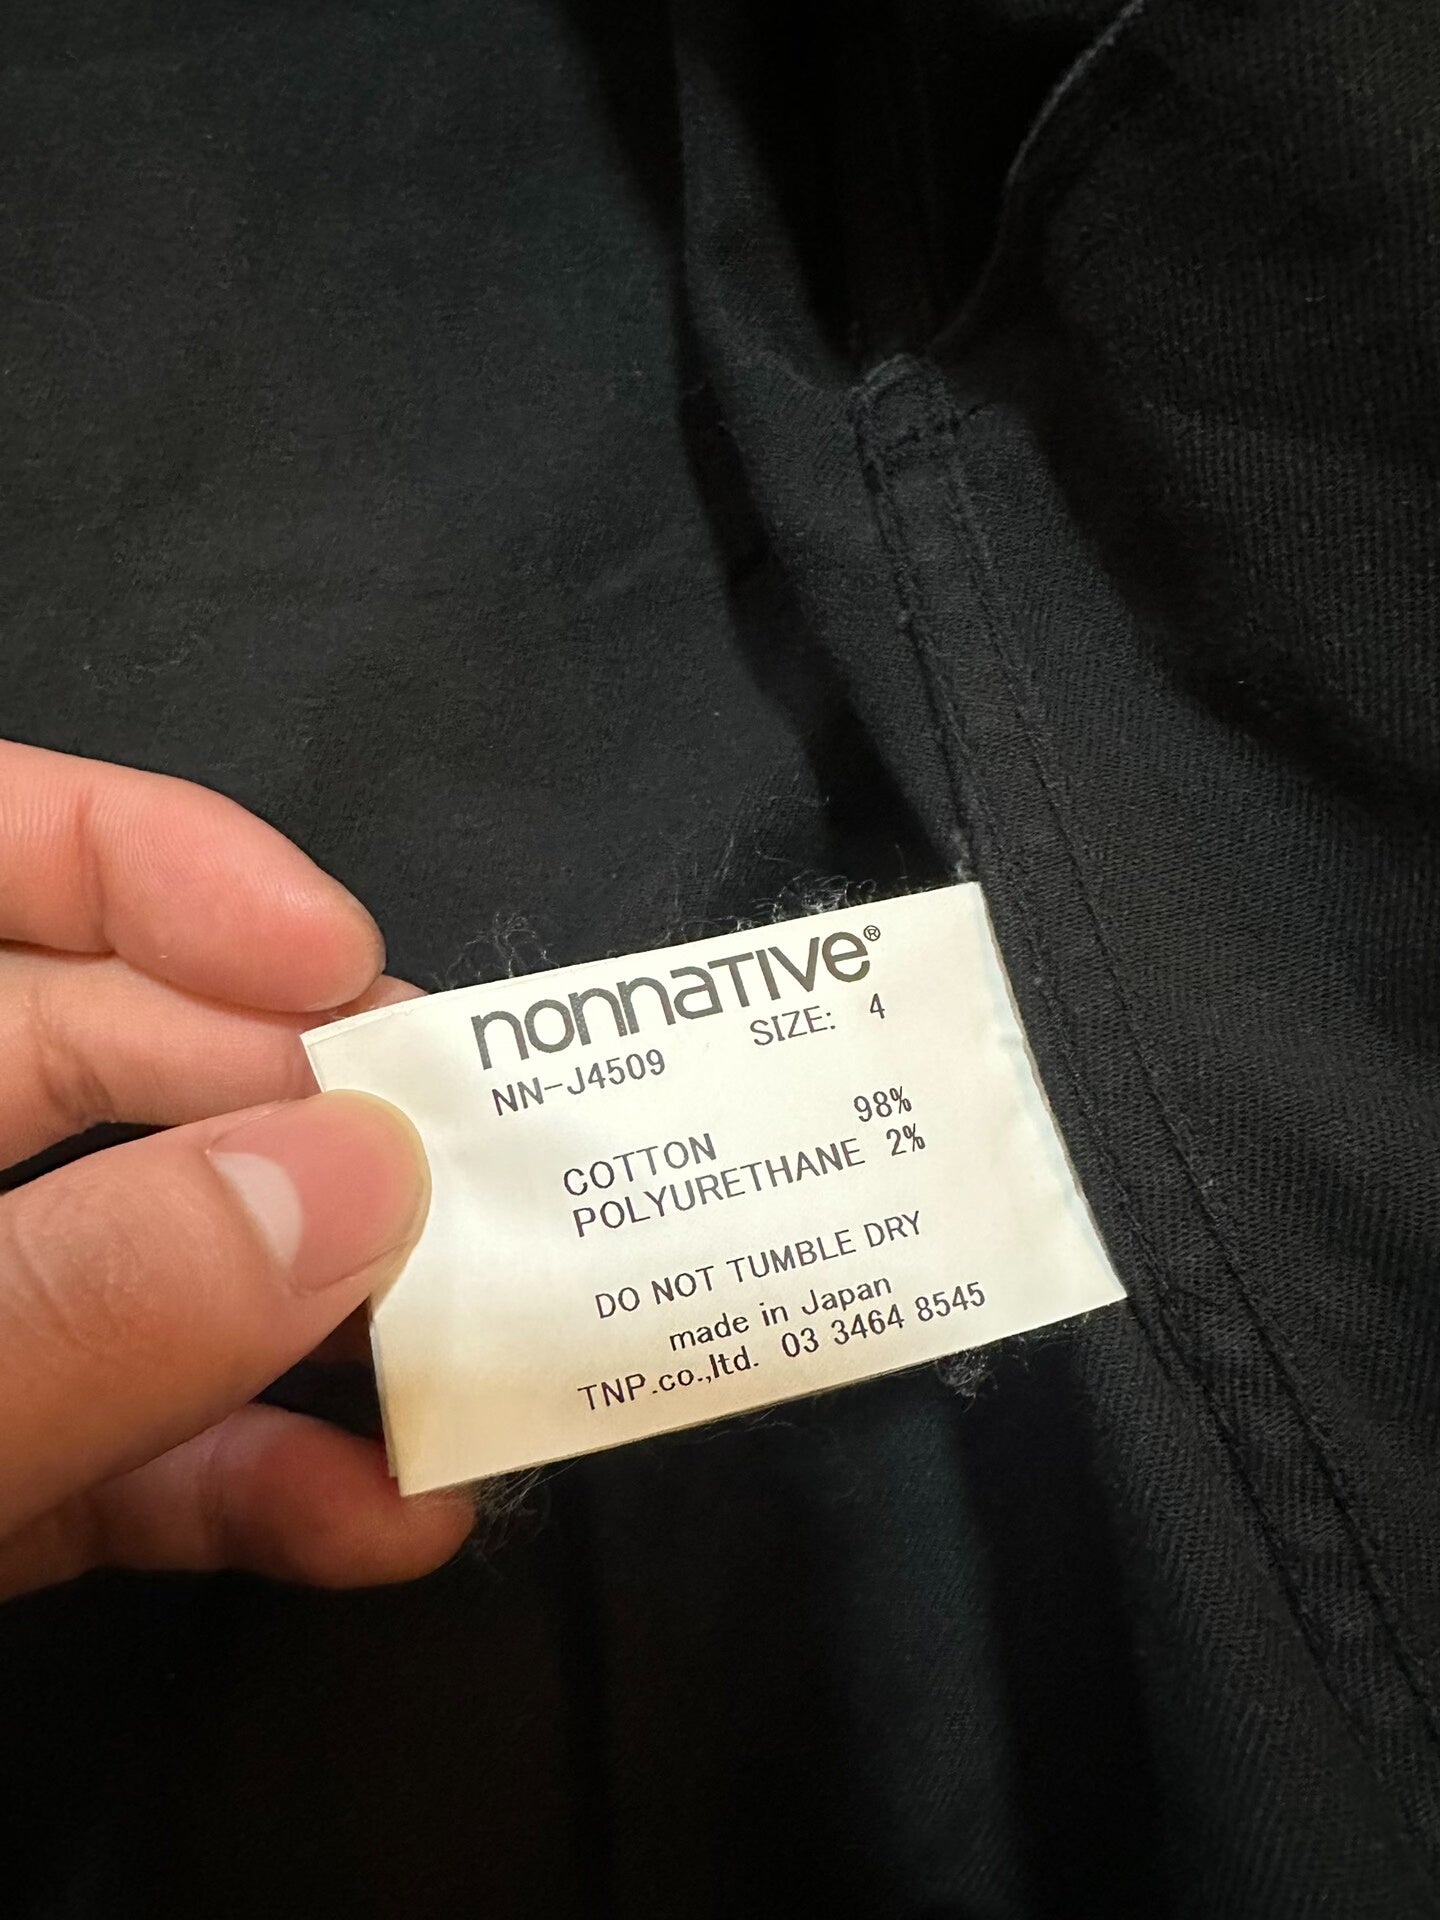 nonnative®
SIZE: 4
NN-J4509
COTTON 98%
POLYURETHANE 2%
DO NOT TUMBLE DRY
made in Japan
TNP.co.,ltd. 03 3464 8545